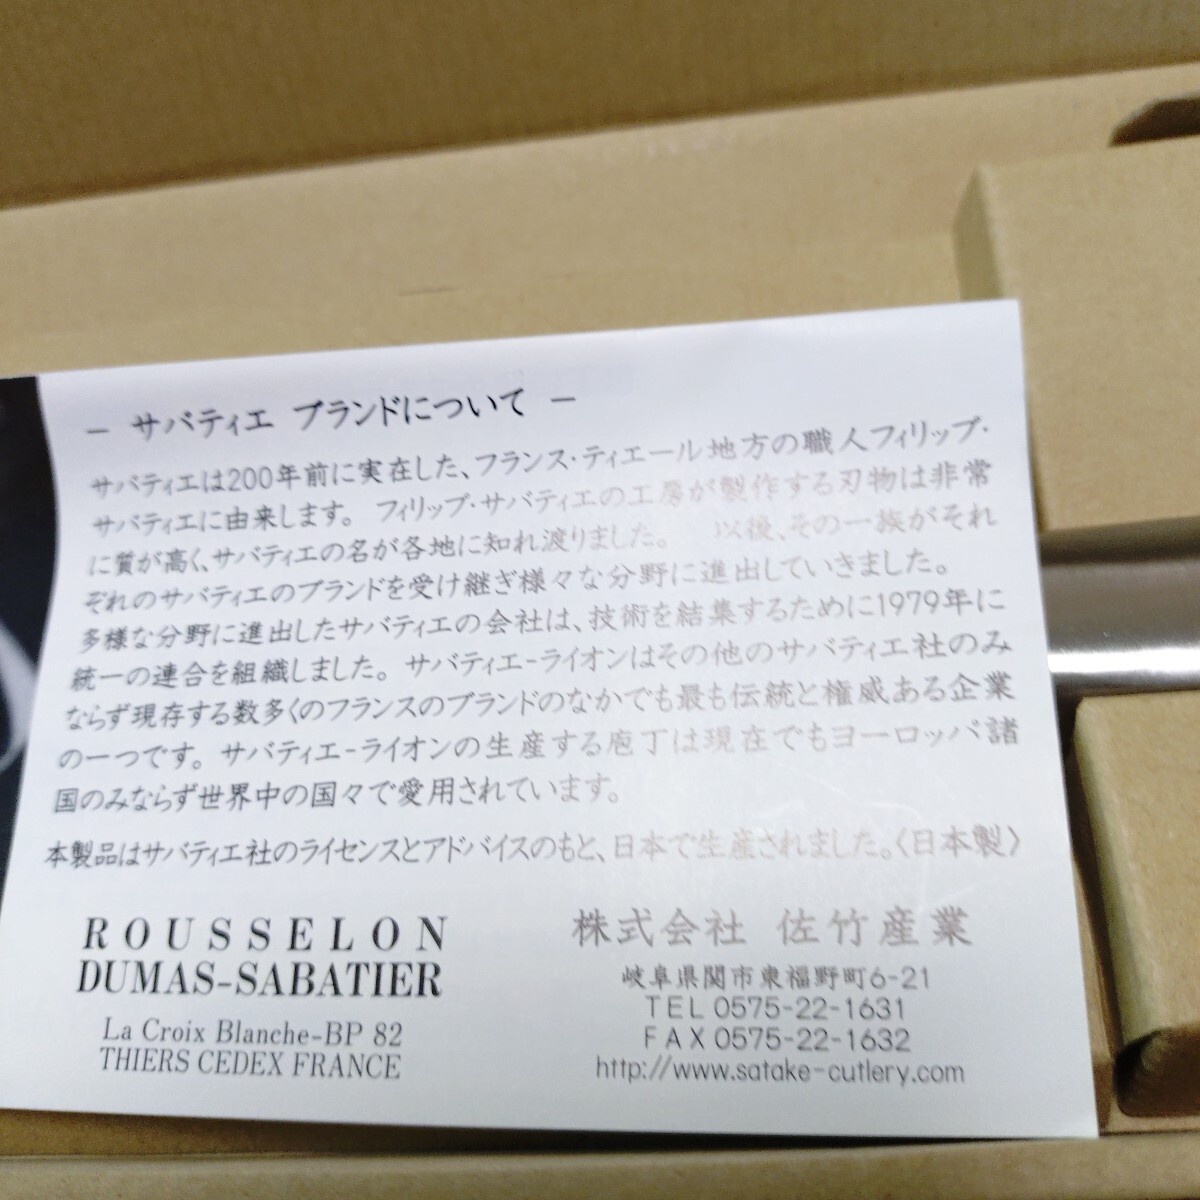 – サバティエ ブランドについて –
サバティエは200年前に実在した、フランス・ティエール地方の職人フィリップ・
サバティエに由来します。フィリップ・サバティエの工房が製作する刃物は非常
に質が高く、サバティエの名が各地に知れ渡りました。 以後、その一族がそれ
ぞれのサバティエのブランドを受け継ぎ様々な分野に進出していきました。
多様な分野に進出したサバティエの会社は、技術を結集するために1979年に
統一の連合を組織しました。サバティエ-ライオンはその他のサバティエ社のみ
ならず現存する数多くのフランスのブランドのなかでも最も伝統と権威ある企業
の一つです。サバティエ-ライオンの生産する庖丁は現在でもヨーロッパ諸
国のみならず世界中の国々で愛用されています。
本製品はサバティエ社のライセンスとアドバイスのもと、日本で生産されました。〈日本製〉
ROUSSELON
DUMAS-SABATIER
La Croix Blanche-BP 82
THIERS CEDEX FRANCE
株式会社 佐竹産業
岐阜県関市東福野町6-21
TEL 0575-22-1631
FAX 0575-22-1632
http://www.satake-cutlery.com